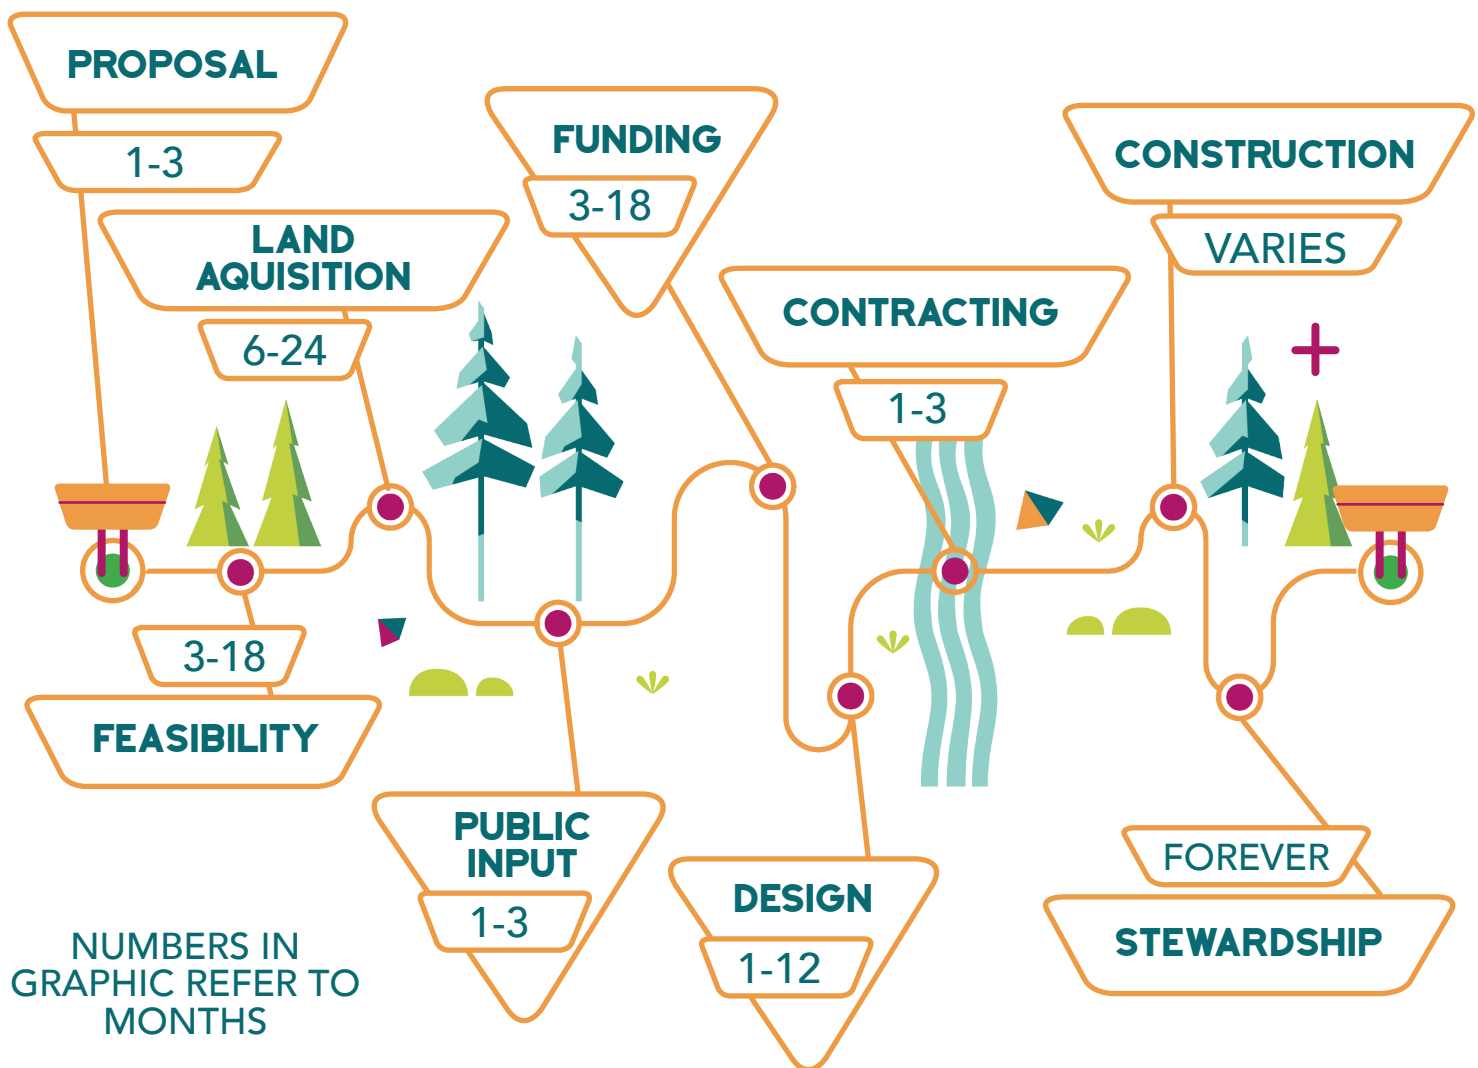 PROPOSAL
1-3
3-18
FEASIBILITY
LAND
AQUISITION
6-24
PUBLIC
INPUT
1-3
FUNDING
3-18
DESIGN
1-12
CONTRACTING
1-3
CONSTRUCTION
VARIES
FOREVER
STEWARDSHIP
NUMBERS IN
GRAPHIC REFER TO
MONTHS